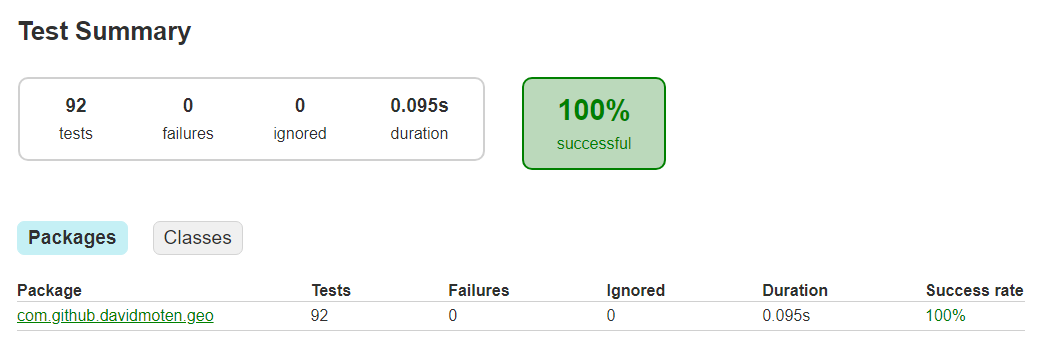 Test Summary
92 0 0 0.095s 100%
tests failures ignored duration successful
Packages Classes
Package Tests Failures Ignored Duration Success rate
com.github.davidmoten.geo 92 0 0 0.095s 100%